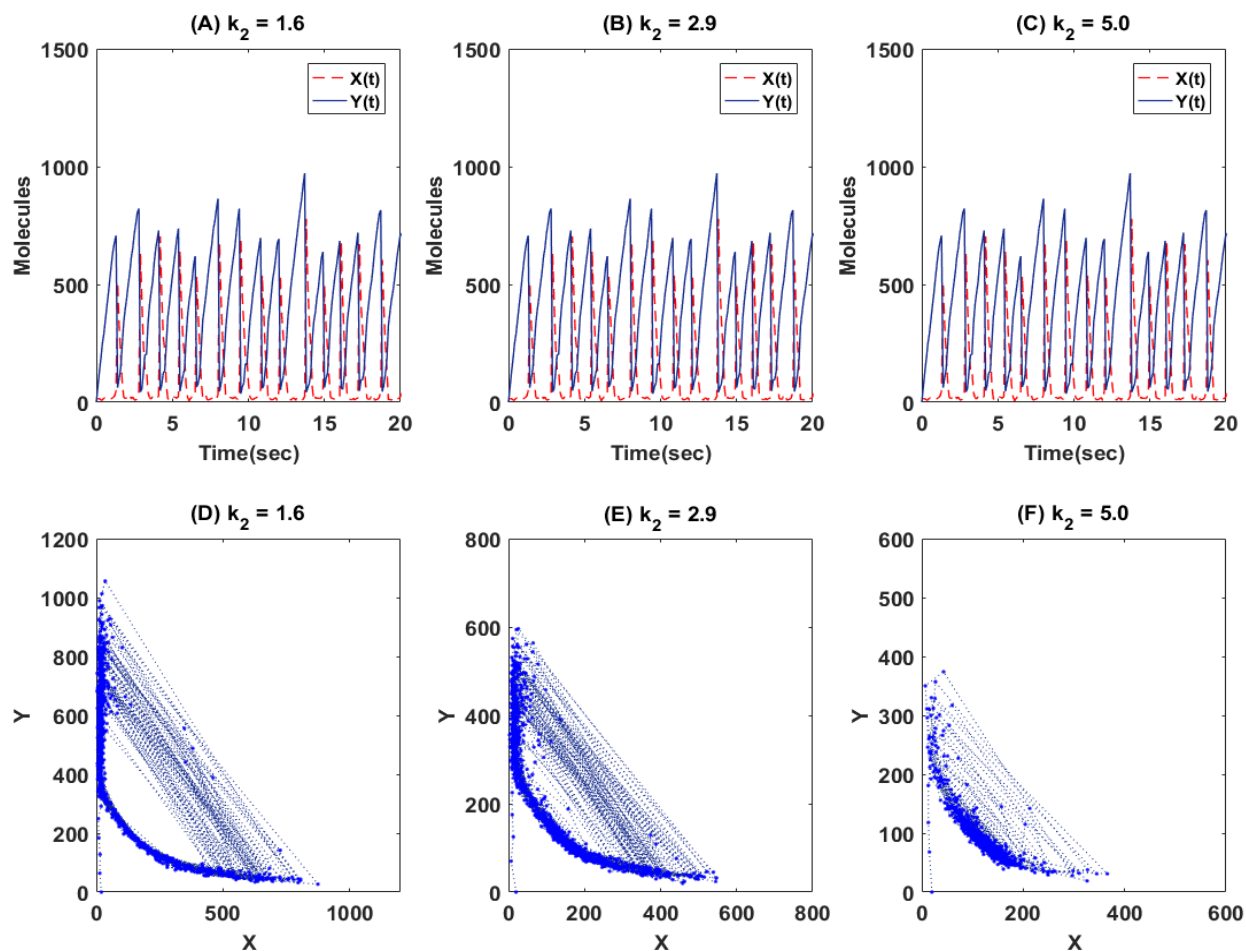 (A) k2 = 1.6
(B) k2 = 2.9
(C) k2 = 5.0
Molecules
1500
1000
500
0
X(t)
Y(t)
0 5 10 15 20
Time(sec)
Molecules
1500
1000
500
0
X(t)
Y(t)
0 5 10 15 20
Time(sec)
Molecules
1500
1000
500
0
X(t)
Y(t)
0 5 10 15 20
Time(sec)
(D) k2 = 1.6
(E) k2 = 2.9
(F) k2 = 5.0
Y
1200
1000
800
600
400
200
0
0 500 1000
X
Y
800
600
400
200
0
0 200 400 600 800
X
Y
600
500
400
300
200
100
0
0 200 400 600
X